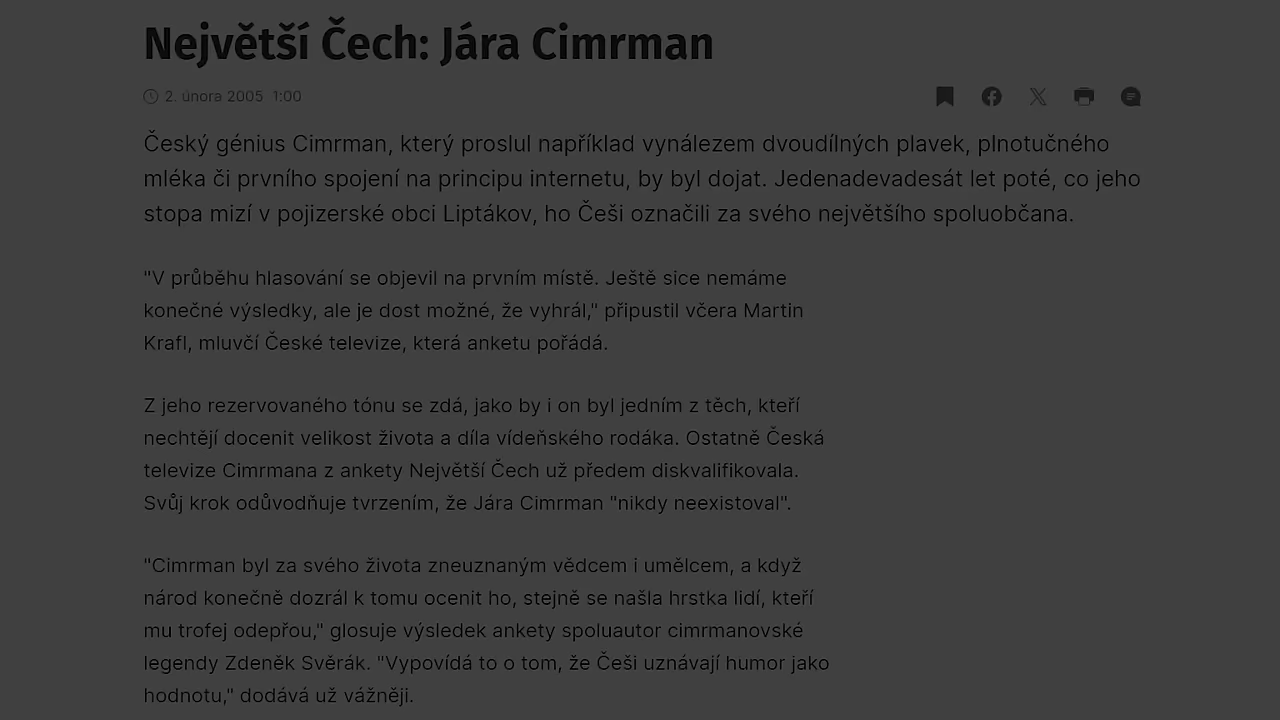 Největší Čech: Jára Cimrman
2. února 2005 1:00
Český génius Cimrman, který proslul například vynálezem dvoudílných plavek, plnotučného
mléka či prvního spojení na principu internetu, by byl dojat. Jedenadevadesát let poté, co jeho
stopa mizí v pojizerské obci Liptákov, ho Češi označili za svého největšího spoluobčana.
"V průběhu hlasování se objevil na prvním místě. Ještě sice nemáme
konečné výsledky, ale je dost možné, že vyhrál," připustil včera Martin
Krafl, mluvčí České televize, která anketu pořádá.
Z jeho rezervovaného tónu se zdá, jako by i on byl jedním z těch, kteří
nechtějí docenit velikost života a díla vídeňského rodáka. Ostatně Česká
televize Cimrmana z ankety Největší Čech už předem diskvalifikovala.
Svůj krok odůvodňuje tvrzením, že Jára Cimrman "nikdy neexistoval".
"Cimrman byl za svého života zneuznaným vědcem i umělcem, a když
národ konečně dozrál k tomu ocenit ho, stejně se našla hrstka lidí, kteří
mu trofej odepřou," glosuje výsledek ankety spoluautor cimrmanovské
legendy Zdeněk Svěrák. "Vypovídá to o tom, že Češi uznávají humor jako
hodnotu," dodává už vážněji.